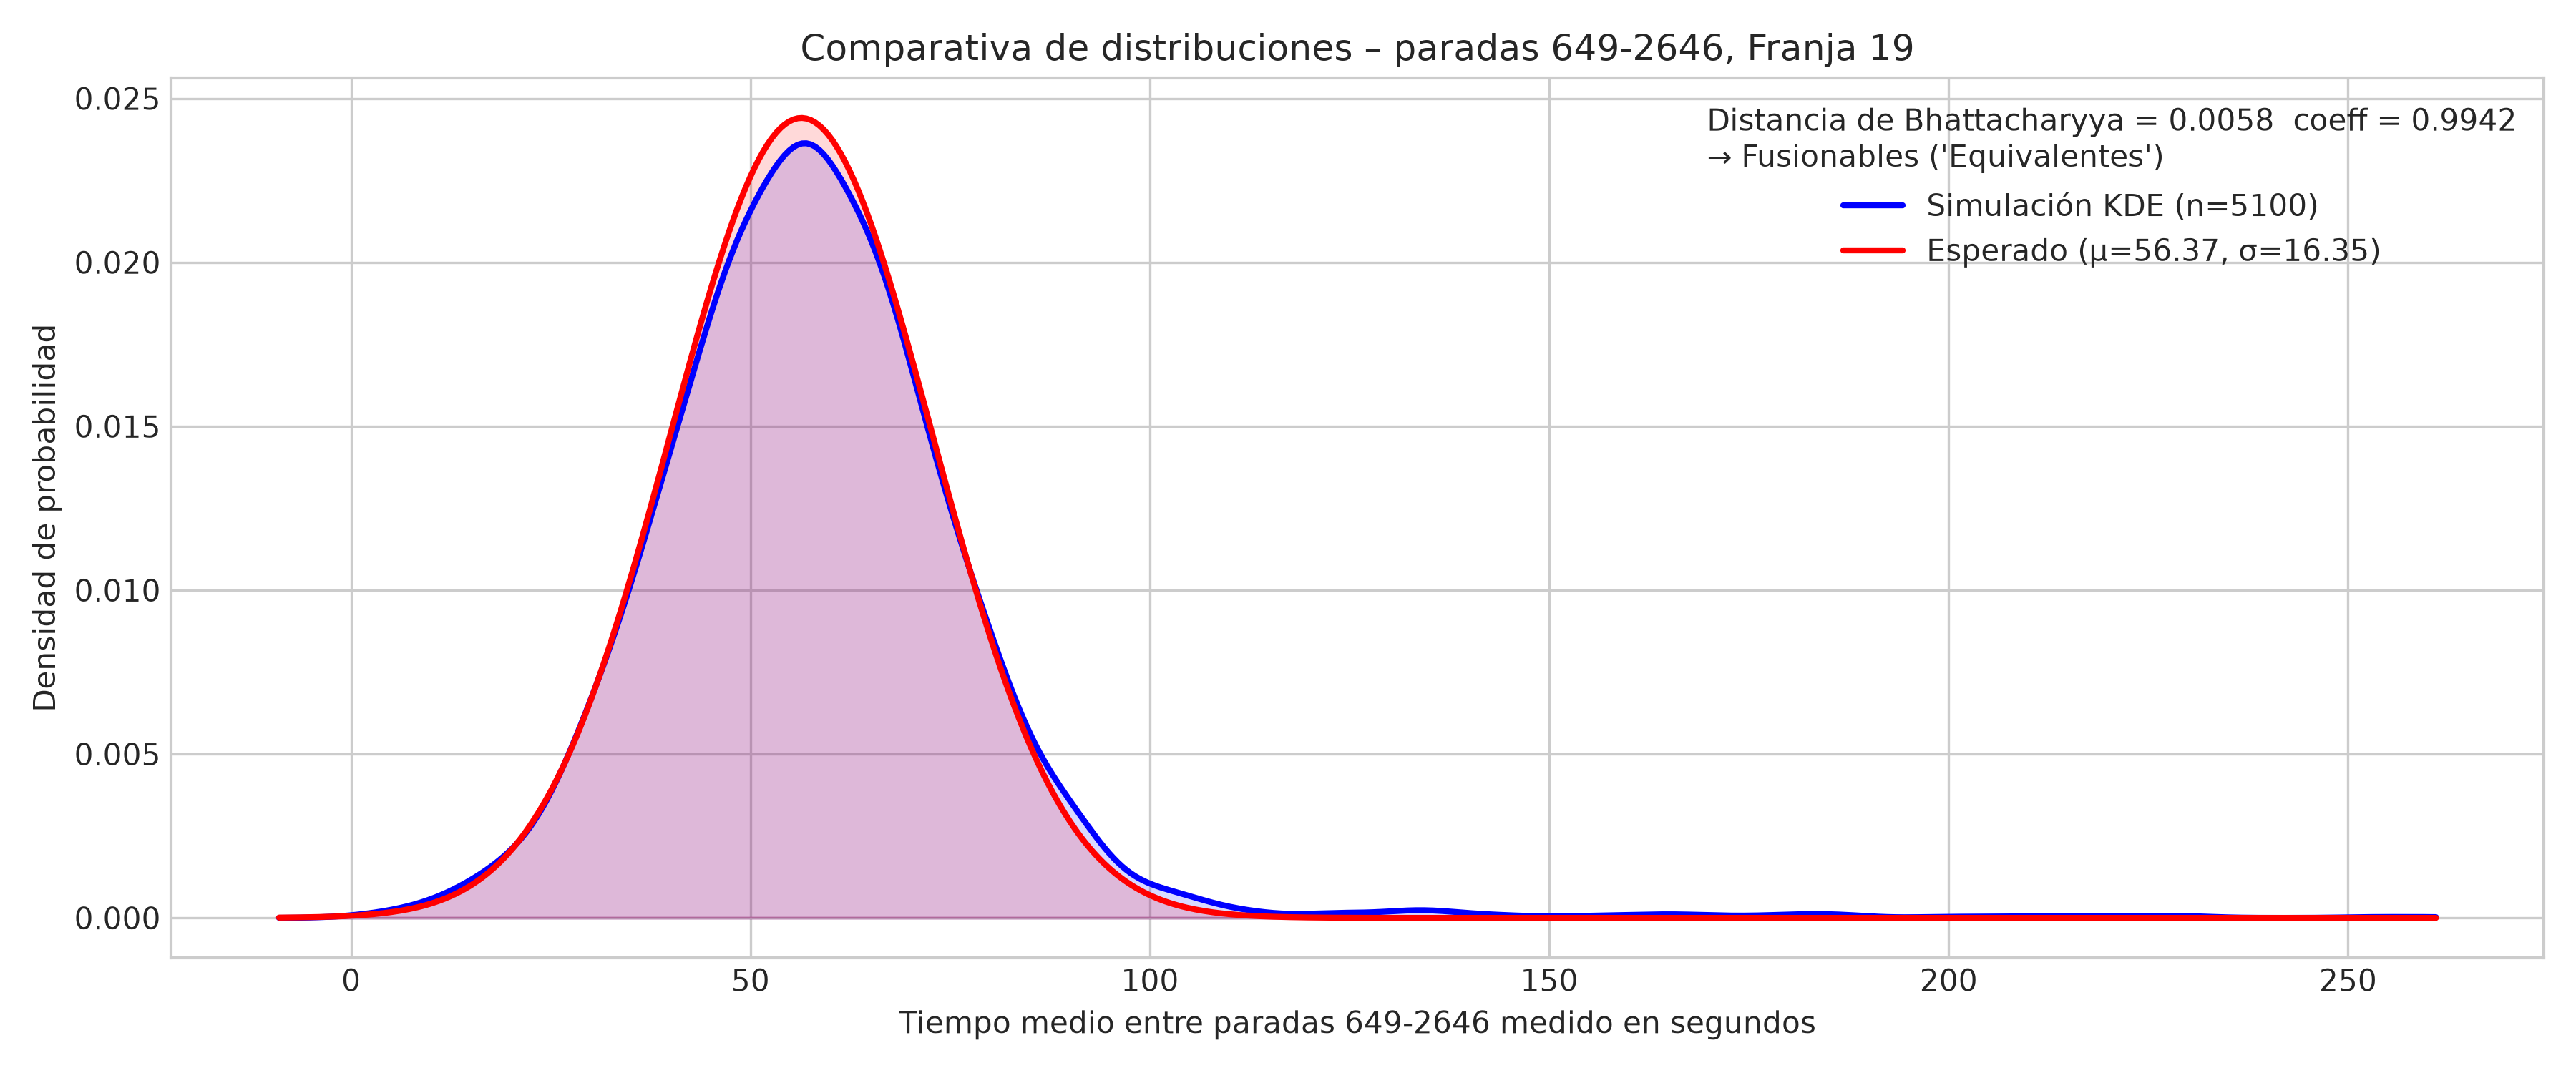 Comparativa de distribuciones – paradas 649-2646, Franja 19
Distancia de Bhattacharyya = 0.0058  coeff = 0.9942
→ Fusionables ('Equivalentes')
Simulación KDE (n=5100)
Esperado (μ=56.37, σ=16.35)
Densidad de probabilidad
0.025
0.020
0.015
0.010
0.005
0.000
0
50
100
150
200
250
Tiempo medio entre paradas 649-2646 medido en segundos